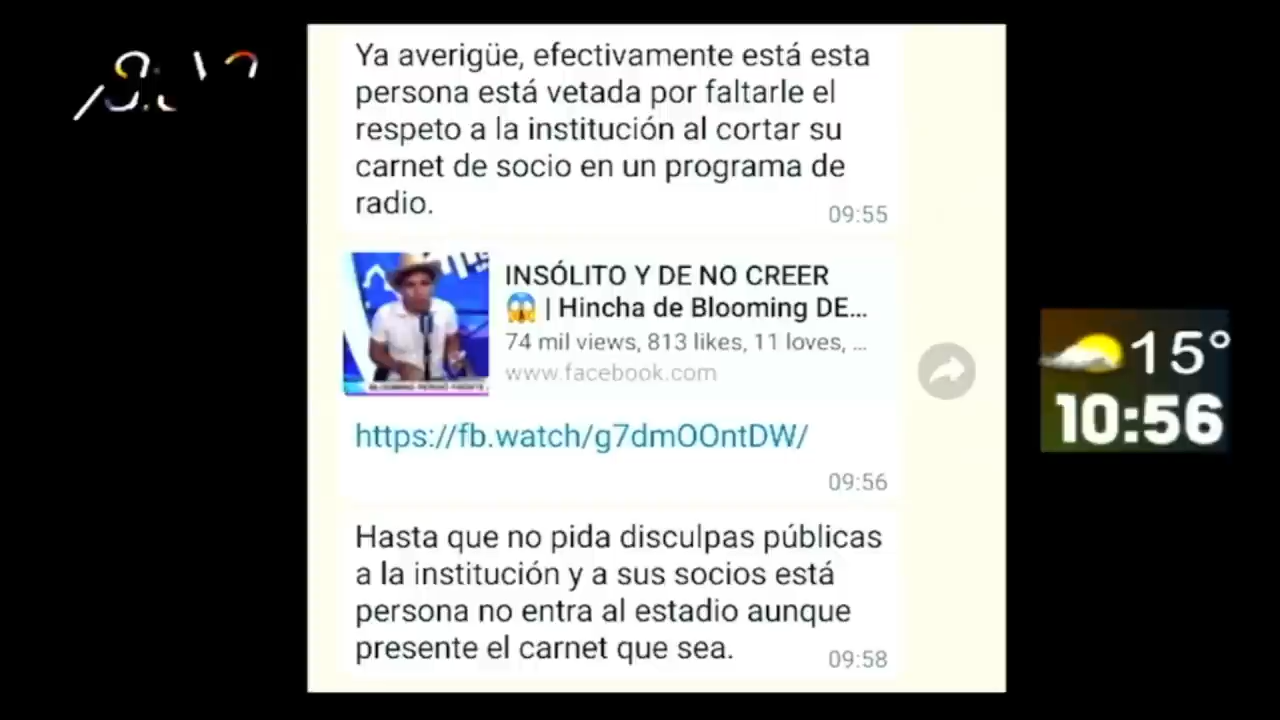 Ya averigüe, efectivamente está esta
persona está vetada por faltarle el
respeto a la institución al cortar su
carnet de socio en un programa de
radio.
09:55
INSÓLITO Y DE NO CREER
😱 | Hincha de Blooming DE...
74 mil views, 813 likes, 11 loves, ...
www.facebook.com
https://fb.watch/g7dmOOntDW/
09:56
Hasta que no pida disculpas públicas
a la institución y a sus socios está
persona no entra al estadio aunque
presente el carnet que sea.
09:58
15°
10:56